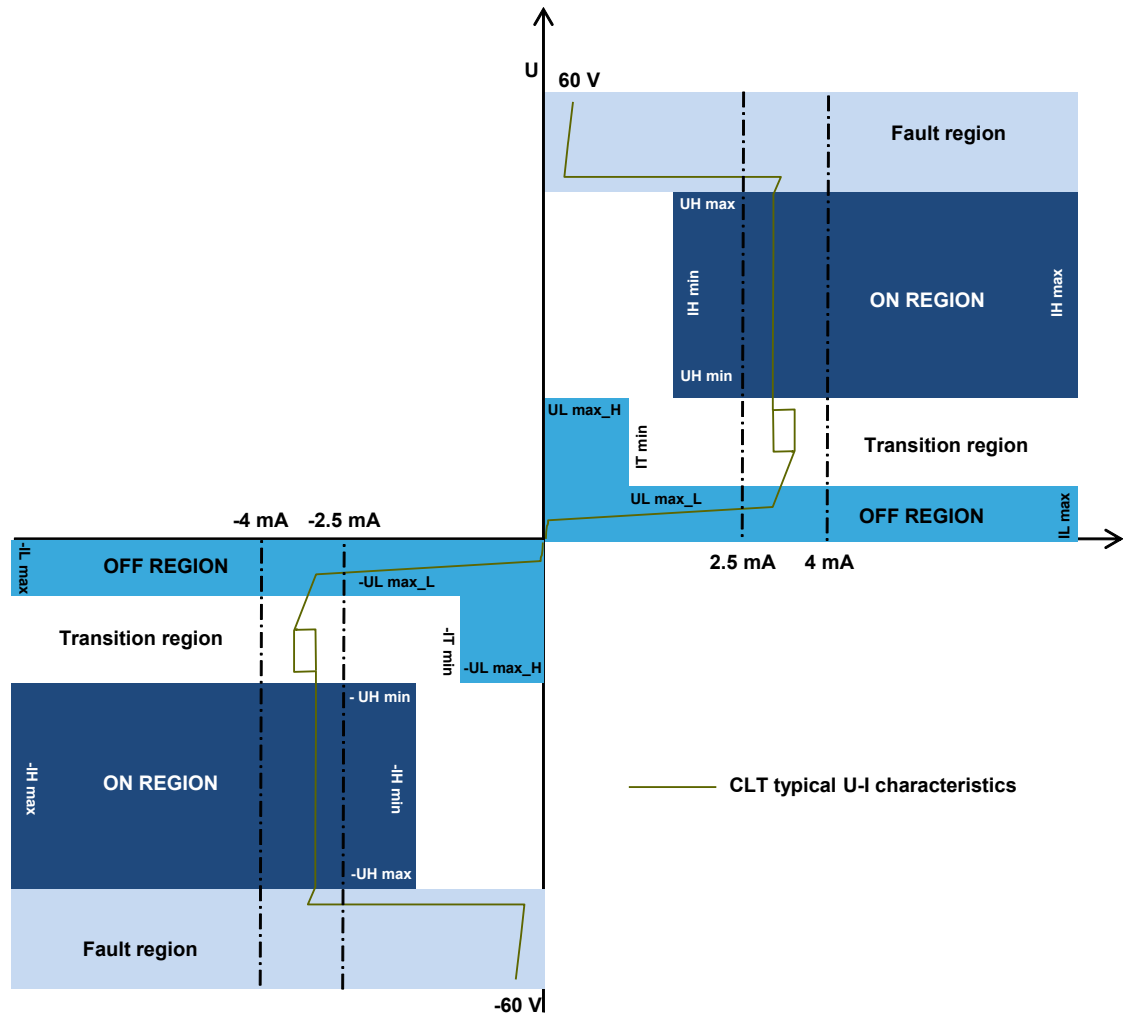 U
60 V
Fault region
UH max
IH min
ON REGION
IH max
UH min
UL max_H
IT min
Transition region
UL max_L
OFF REGION
IL max
-4 mA
-2.5 mA
2.5 mA
4 mA
-IL max
OFF REGION
-UL max_L
Transition region
-IT min
-UL max_H
- UH min
-IH max
ON REGION
-IH min
CLT typical U-I characteristics
-UH max
Fault region
-60 V